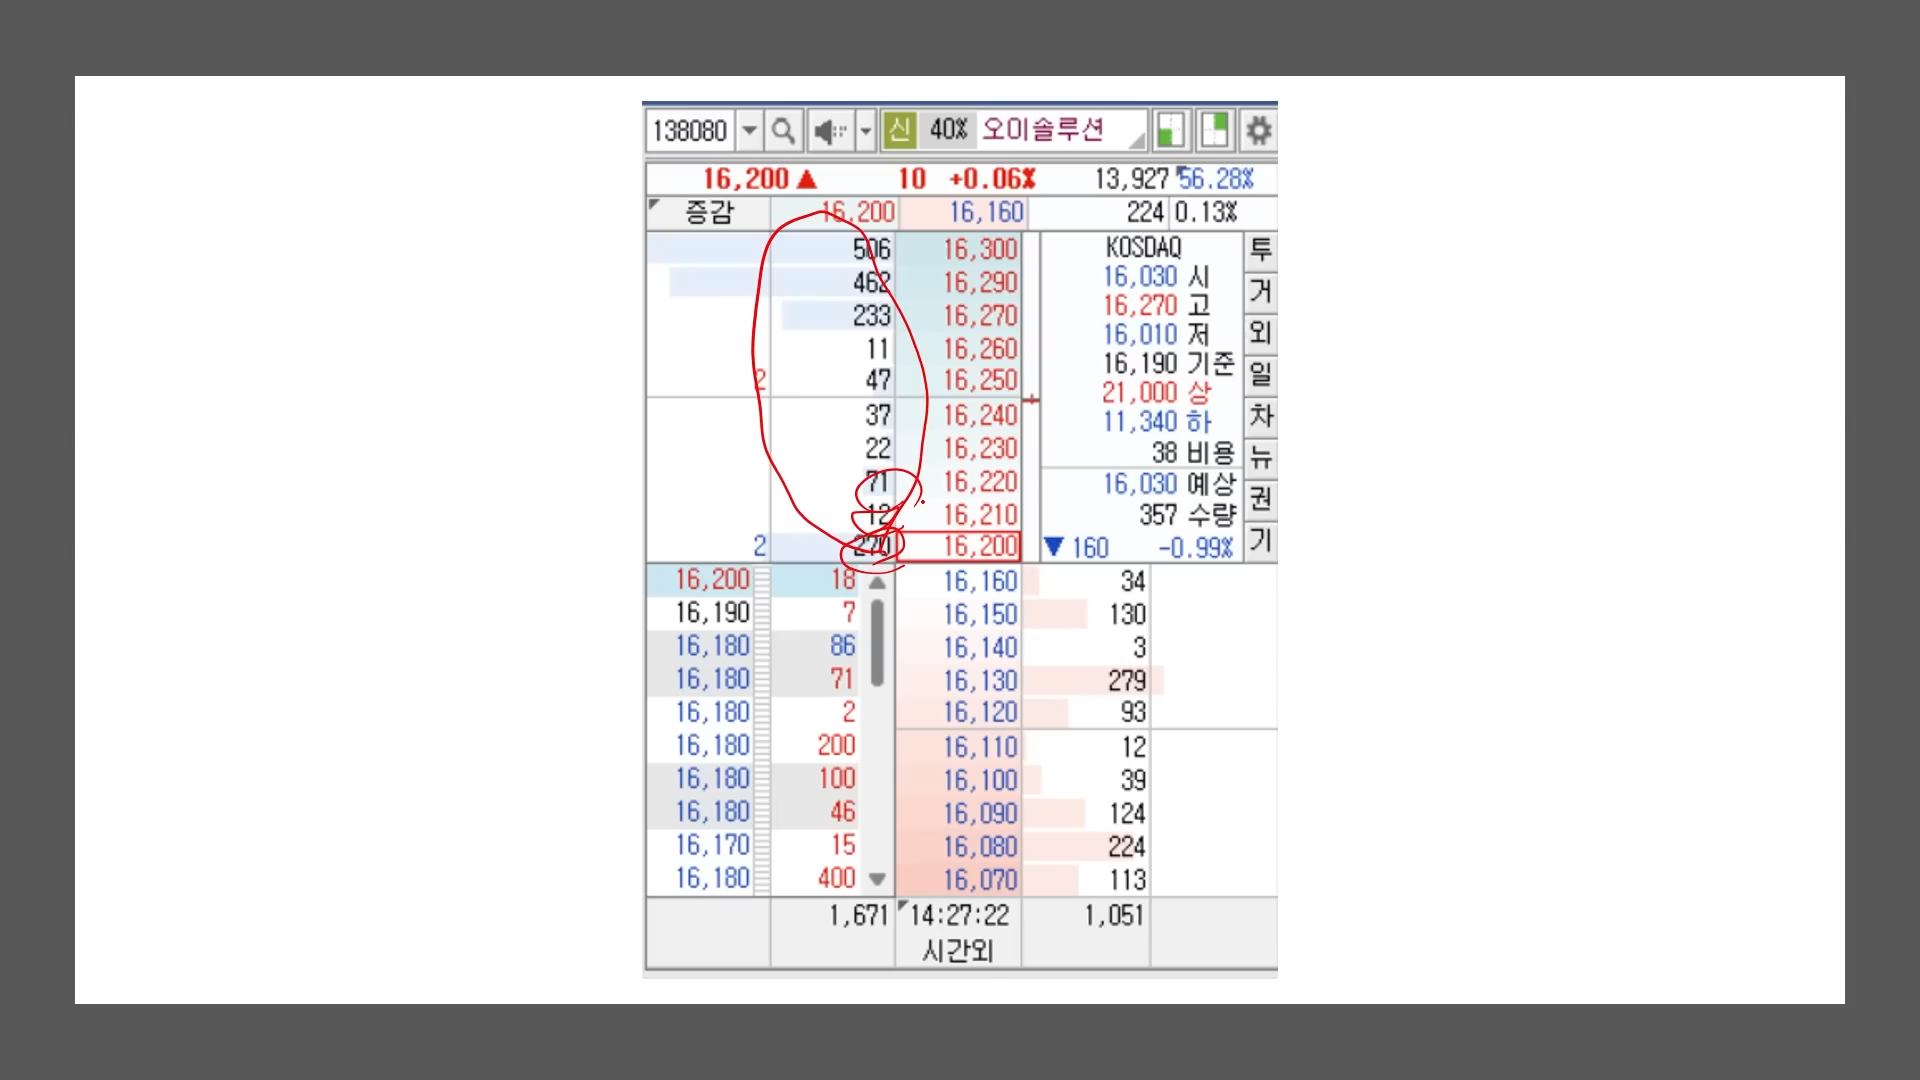 138080 신 40% 오이솔루션
16,200 ▲ 10 +0.06% 13,927 56.28%
증감 16,200 16,160 224 0.13%
506 16,300 KOSDAQ 투
16,030 시
462 16,290 거
16,270 고
233 16,270 외
16,010 저
11 16,260 16,190 기준
2 47 16,250 21,000 상 일
37 16,240 11,340 하 차
22 16,230 38 비용 뉴
71 16,220 16,030 예상 권
12 16,210 357 수량
2 270 16,200 ▼ 160 -0.99% 기
16,200 18 16,160 34
16,190 7 16,150 130
16,180 86 16,140 3
16,180 71 16,130 279
16,180 2 16,120 93
16,180 200 16,110 12
16,180 100 16,100 39
16,180 46 16,090 124
16,170 15 16,080 224
16,180 400 16,070 113
1,671 14:27:22 1,051
시간외